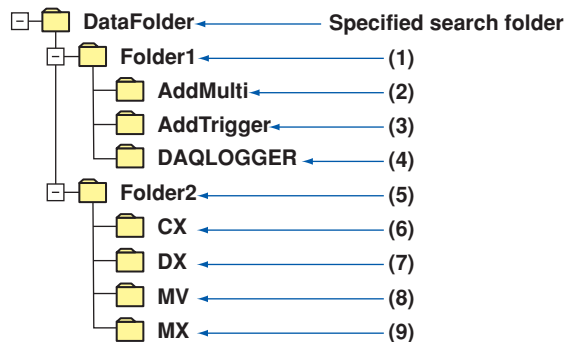 DataFolder Specified search folder
Folder1 (1)
AddMulti (2)
AddTrigger (3)
DAQLOGGER (4)
Folder2 (5)
CX (6)
DX (7)
MV (8)
MX (9)